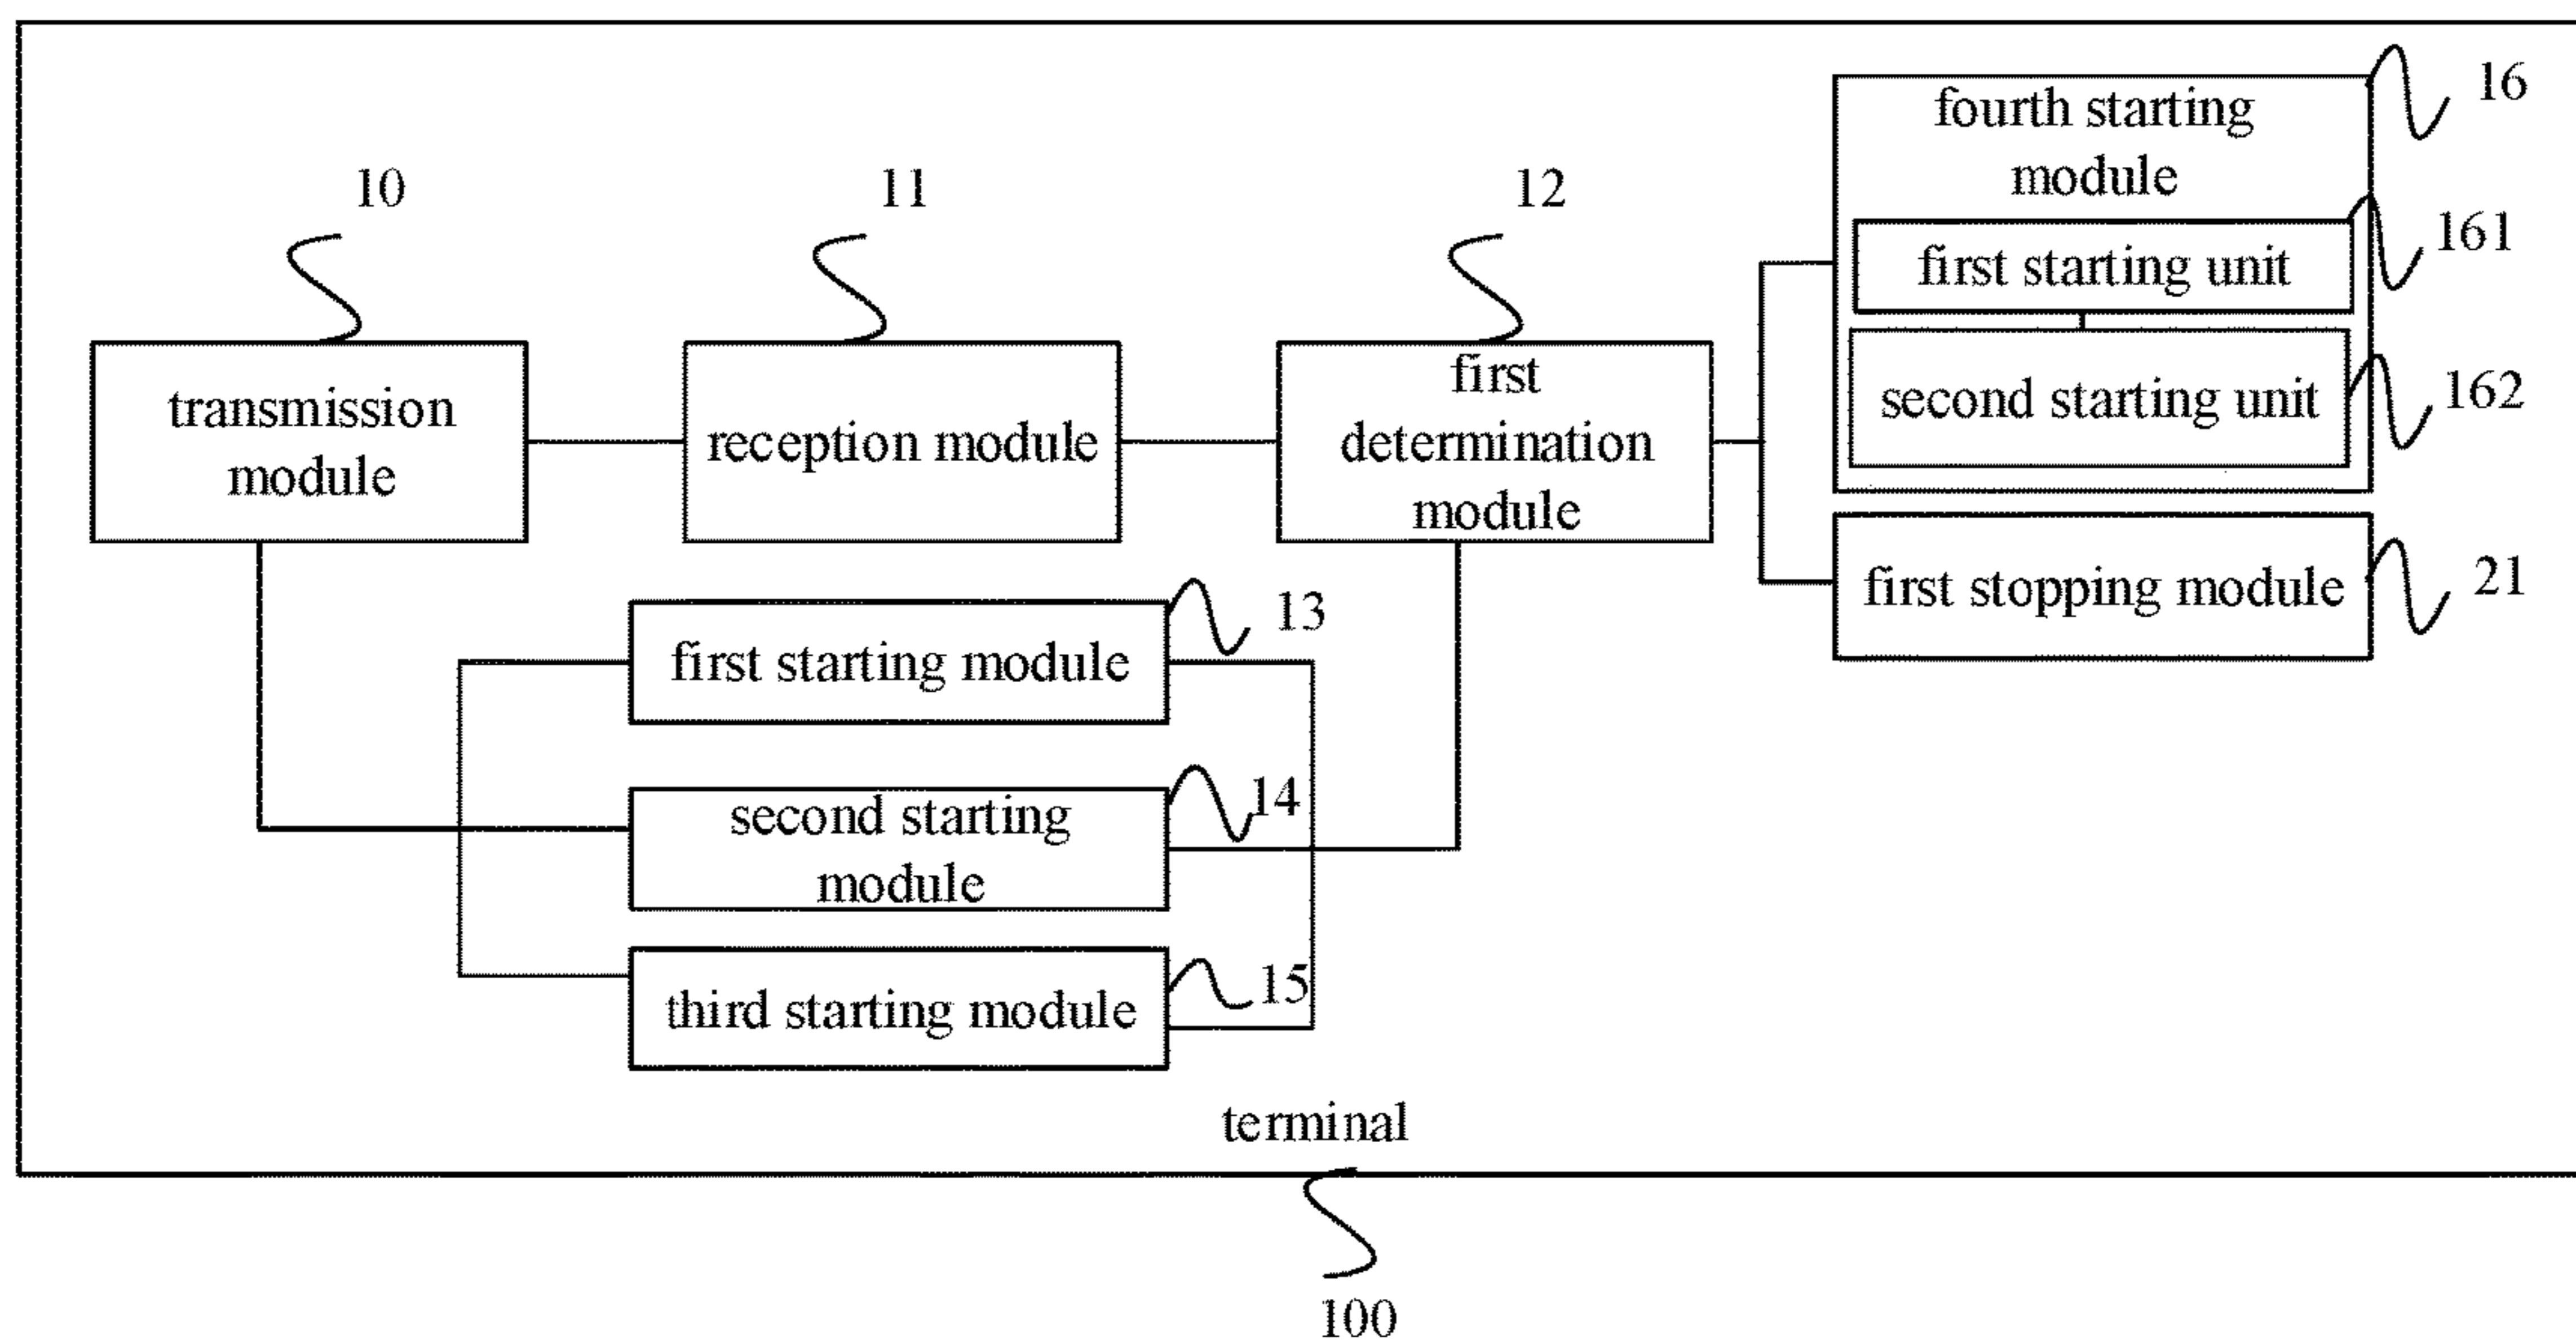 16
fourth starting
module
10
11
12
161
first starting unit
162
second starting unit
transmission
module
reception module
first
determination
module
21
first stopping module
13
first starting module
14
second starting
module
15
third starting module
terminal
100